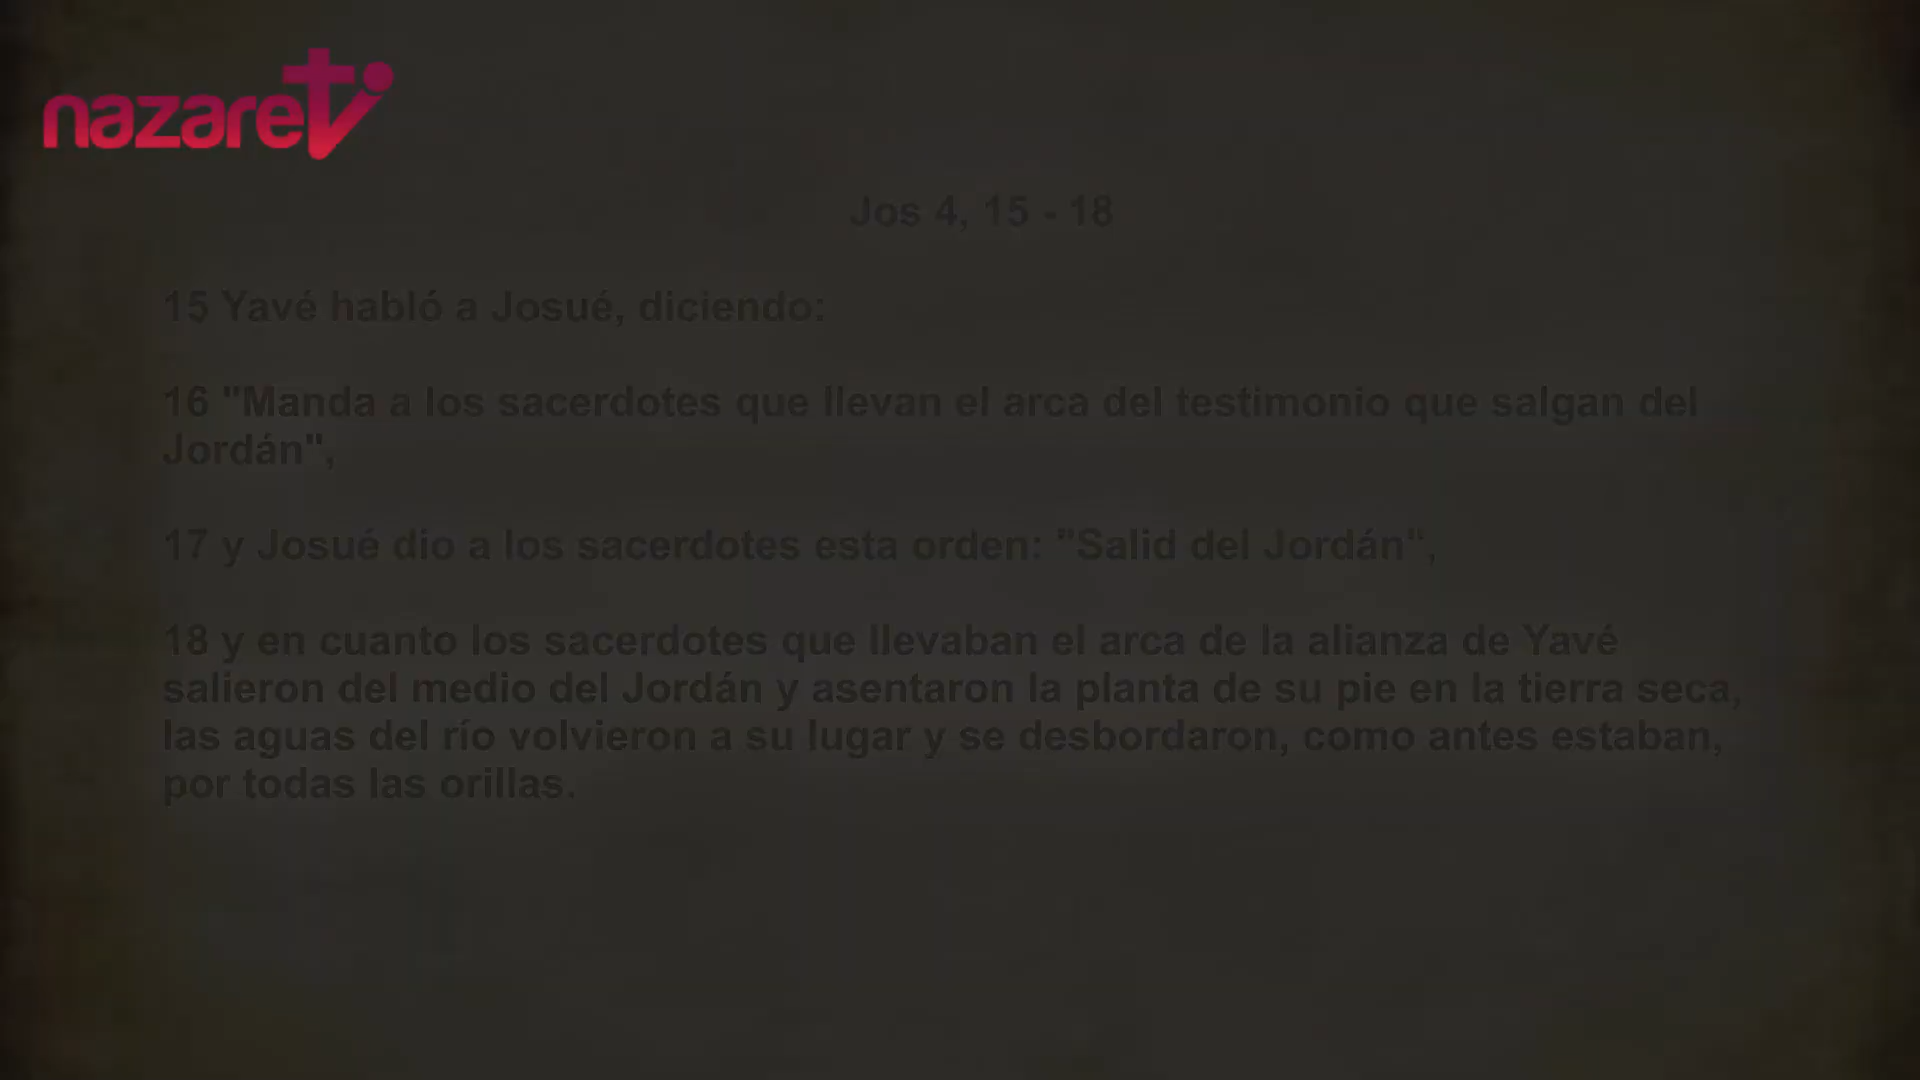 nazaretv
Jos 4, 15 - 18
15 Yavé habló a Josué, diciendo:
16 "Manda a los sacerdotes que llevan el arca del testimonio que salgan del
Jordán",
17 y Josué dio a los sacerdotes esta orden: "Salid del Jordán",
18 y en cuanto los sacerdotes que llevaban el arca de la alianza de Yavé
salieron del medio del Jordán y asentaron la planta de su pie en la tierra seca,
las aguas del río volvieron a su lugar y se desbordaron, como antes estaban,
por todas las orillas.